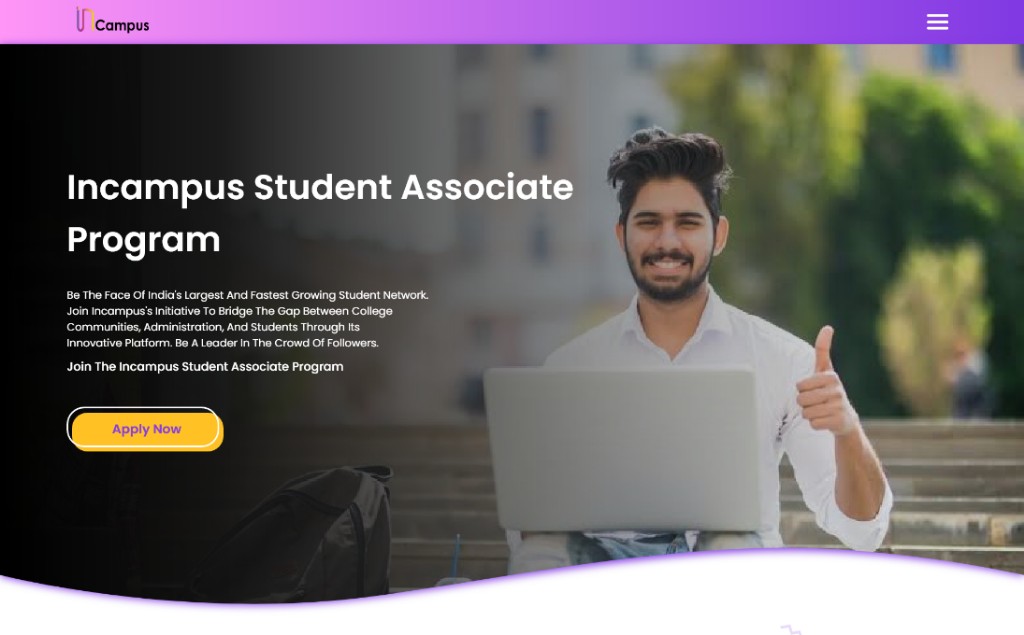 inCampus
Incampus Student Associate
Program
Be The Face Of India's Largest And Fastest Growing Student Network.
Join Incampus's Initiative To Bridge The Gap Between College
Communities, Administration, And Students Through Its
Innovative Platform. Be A Leader In The Crowd Of Followers.
Join The Incampus Student Associate Program
Apply Now